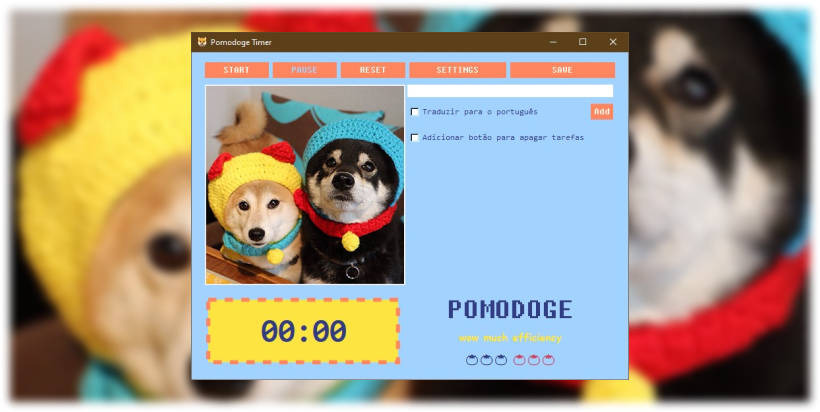 Pomodoge Timer
START PAUSE RESET SETTINGS SAVE
Traduzir para o português
Add
Adicionar botão para apagar tarefas
00:00
POMODOGE
wow much efficiency